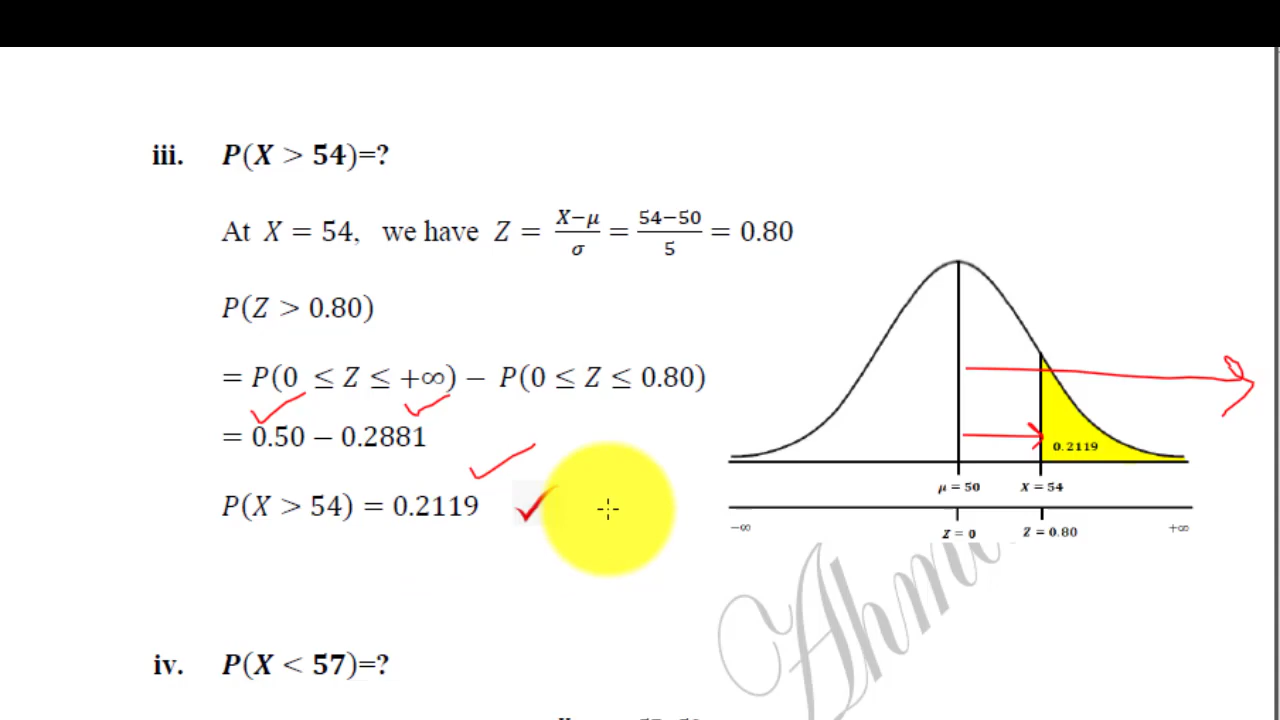 iii. P(X > 54)=?
At X = 54, we have Z = X−μ/σ = 54−50/5 = 0.80
P(Z > 0.80)
= P(0 ≤ Z ≤ +∞) − P(0 ≤ Z ≤ 0.80)
= 0.50 − 0.2881
P(X > 54) = 0.2119
0.2119
μ = 50 X = 54
−∞ Z = 0 Z = 0.80 +∞
iv. P(X < 57)=?